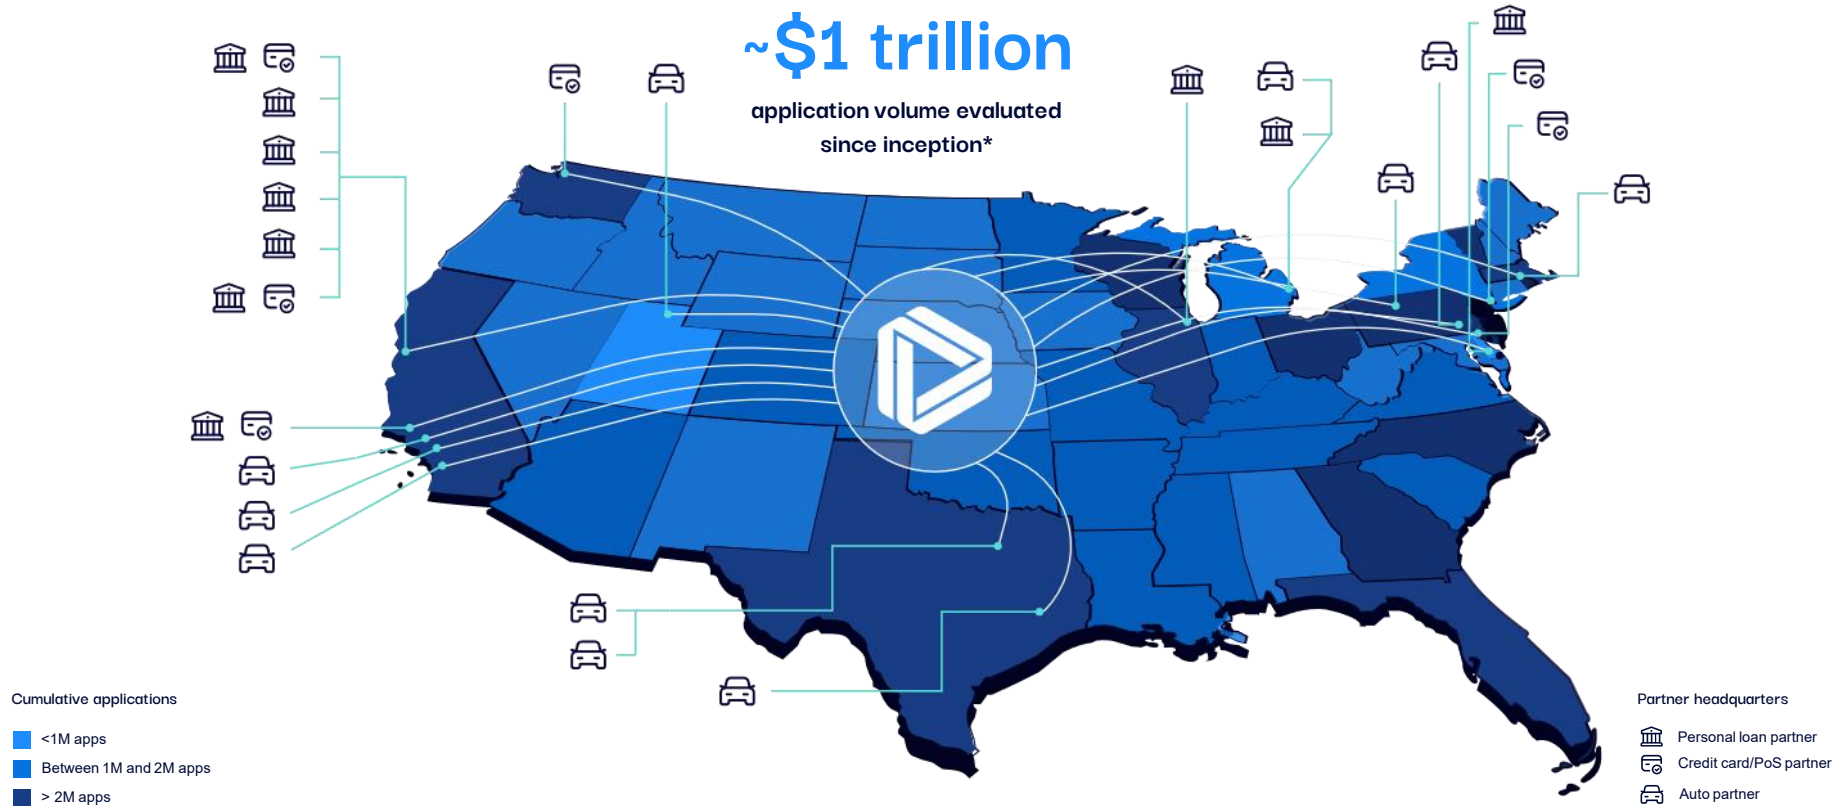 ~$1 trillion
application volume evaluated
since inception*
Cumulative applications
<1M apps
Between 1M and 2M apps
> 2M apps
Partner headquarters
Personal loan partner
Credit card/PoS partner
Auto partner